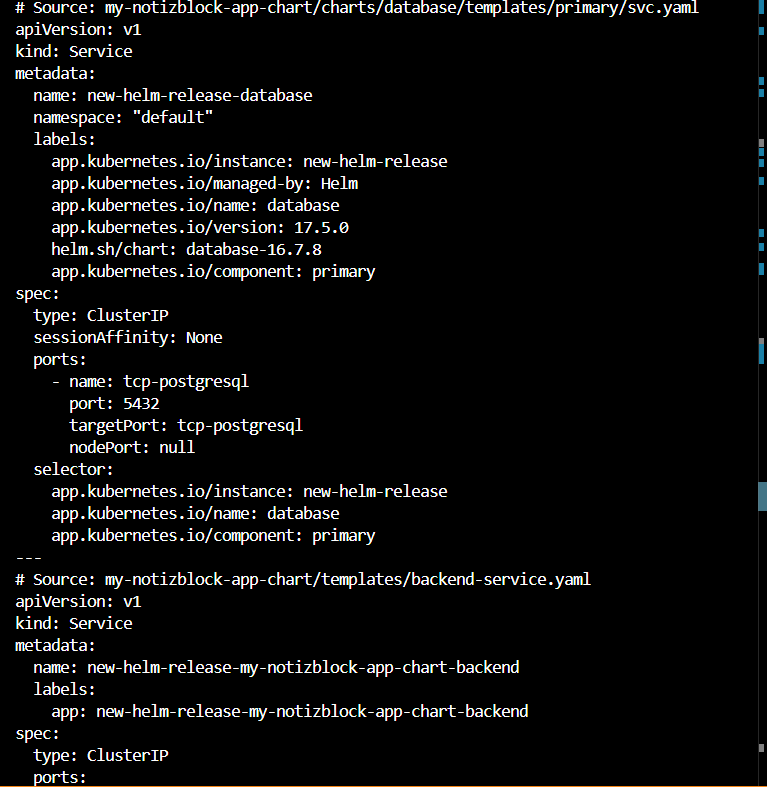 # Source: my-notizblock-app-chart/charts/database/templates/primary/svc.yaml
apiVersion: v1
kind: Service
metadata:
  name: new-helm-release-database
  namespace: "default"
  labels:
    app.kubernetes.io/instance: new-helm-release
    app.kubernetes.io/managed-by: Helm
    app.kubernetes.io/name: database
    app.kubernetes.io/version: 17.5.0
    helm.sh/chart: database-16.7.8
    app.kubernetes.io/component: primary
spec:
  type: ClusterIP
  sessionAffinity: None
  ports:
    - name: tcp-postgresql
      port: 5432
      targetPort: tcp-postgresql
      nodePort: null
  selector:
    app.kubernetes.io/instance: new-helm-release
    app.kubernetes.io/name: database
    app.kubernetes.io/component: primary
---
# Source: my-notizblock-app-chart/templates/backend-service.yaml
apiVersion: v1
kind: Service
metadata:
  name: new-helm-release-my-notizblock-app-chart-backend
  labels:
    app: new-helm-release-my-notizblock-app-chart-backend
spec:
  type: ClusterIP
  ports: